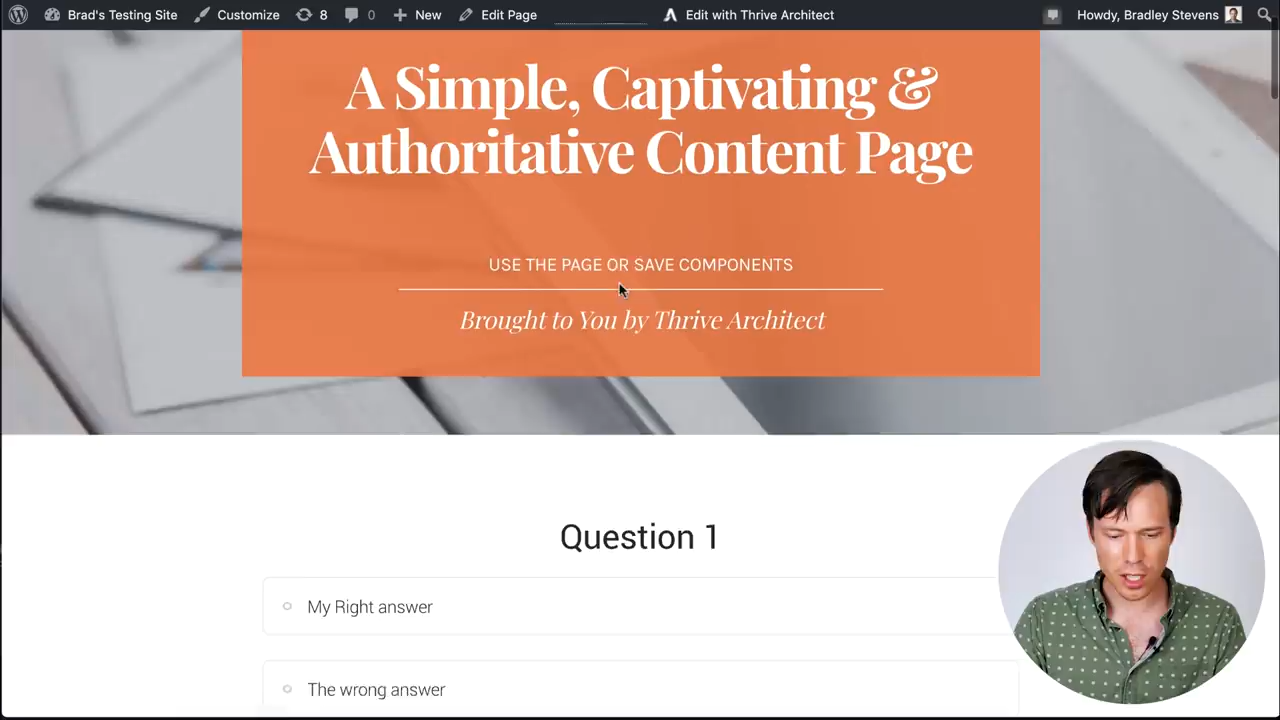 Brad's Testing Site Customize 8 0 New Edit Page Edit with Thrive Architect Howdy, Bradley Stevens
A Simple, Captivating &
Authoritative Content Page
USE THE PAGE OR SAVE COMPONENTS
Brought to You by Thrive Architect
Question 1
My Right answer
The wrong answer